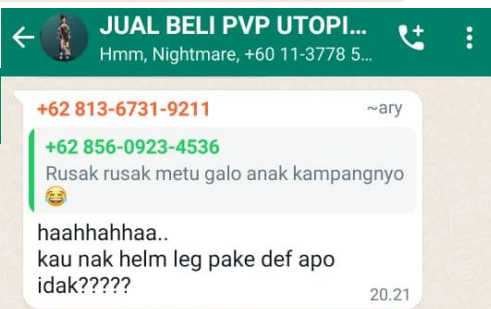 JUAL BELI PVP UTOPI...
Hmm, Nightmare, +60 11-3778 5...
+62 813-6731-9211 ~ary
+62 856-0923-4536
Rusak rusak metu galo anak kampangnyo
😂
haahhahhaa..
kau nak helm leg pake def apo
idak?????
20.21